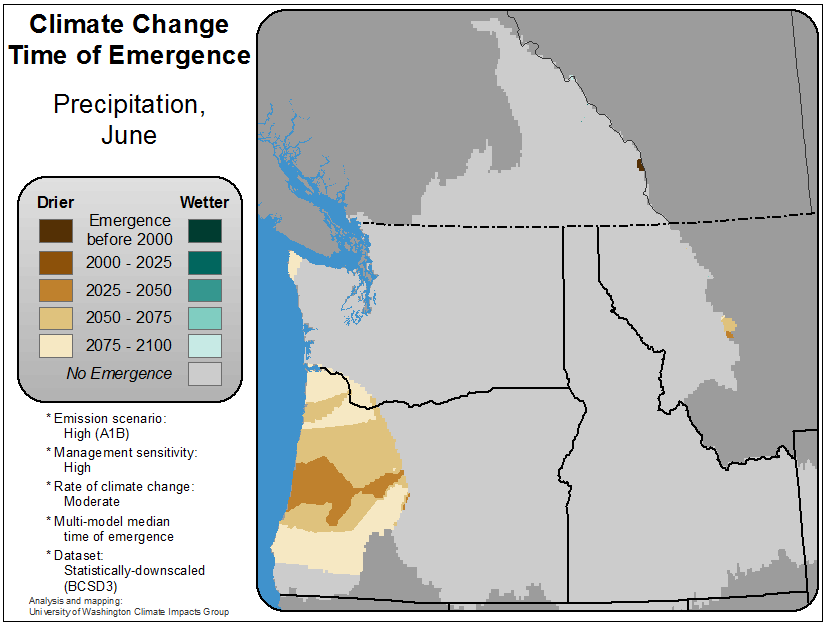 Climate Change
Time of Emergence
Precipitation,
June
Drier Wetter
Emergence
before 2000
2000 - 2025
2025 - 2050
2050 - 2075
2075 - 2100
No Emergence
* Emission scenario:
High (A1B)
* Management sensitivity:
High
* Rate of climate change:
Moderate
* Multi-model median
time of emergence
* Dataset:
Statistically-downscaled
(BCSD3)
Analysis and mapping:
University of Washington Climate Impacts Group